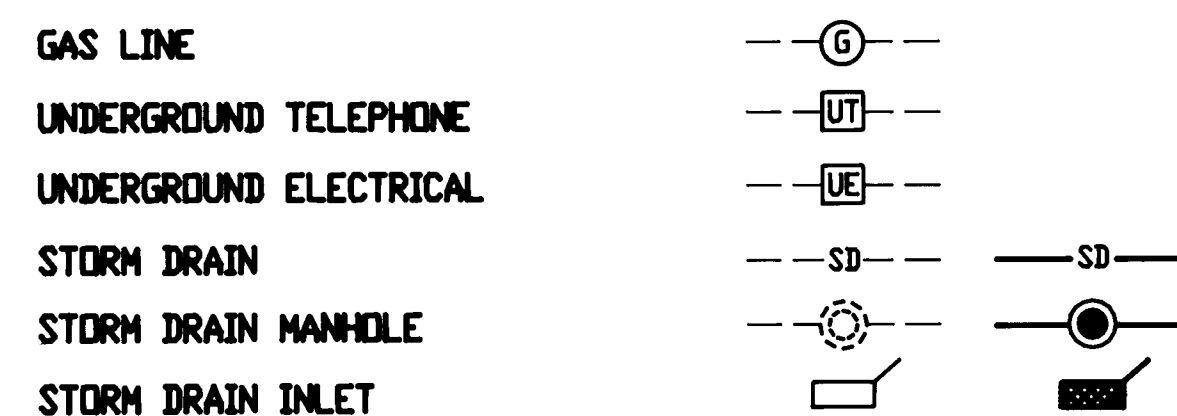 GAS LINE G
UNDERGROUND TELEPHONE UT
UNDERGROUND ELECTRICAL UE
STORM DRAIN SD SD
STORM DRAIN MANHOLE
STORM DRAIN INLET